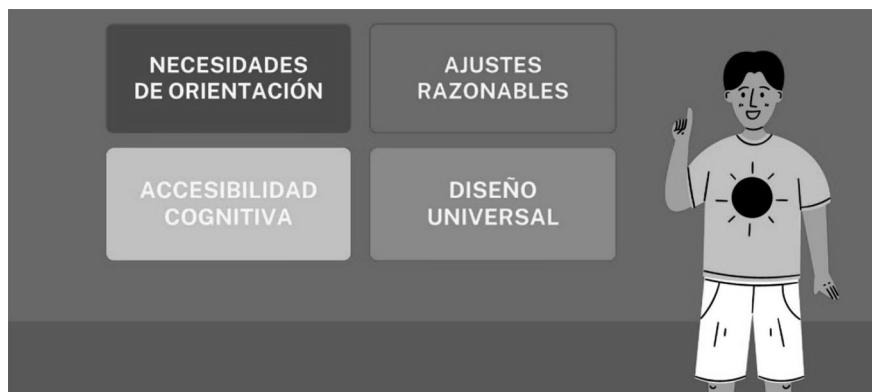 NECESIDADES
DE ORIENTACIÓN
AJUSTES
RAZONABLES
ACCESIBILIDAD
COGNITIVA
DISEÑO
UNIVERSAL